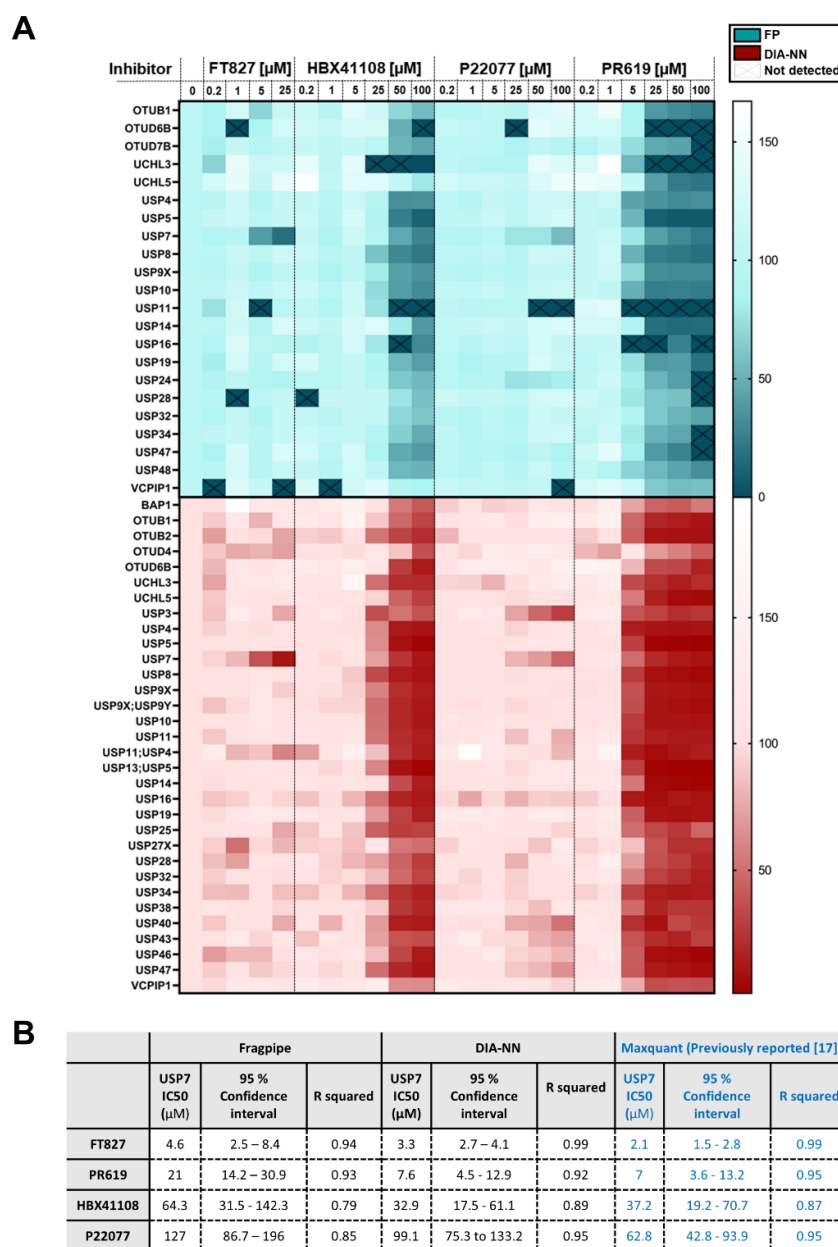 A
FP
DIA-NN
Not detected
Inhibitor FT827 [µM] HBX41108 [µM] P22077 [µM] PR619 [µM]
0 0.2 1 5 25 0.2 1 5 25 50 100 0.2 1 5 25 50 100 0.2 1 5 25 50 100
OTUB1
OTUD6B
OTUD7B
UCHL3
UCHL5
USP4
USP5
USP7
USP8
USP9X
USP10
USP11
USP14
USP16
USP19
USP24
USP28
USP32
USP34
USP47
USP48
VCPIP1
150
100
50
0
BAP1
OTUB1
OTUB2
OTUD4
OTUD6B
UCHL3
UCHL5
USP3
USP4
USP5
USP7
USP8
USP9X
USP9X;USP9Y
USP10
USP11
USP11;USP4
USP13;USP5
USP14
USP16
USP19
USP25
USP27X
USP28
USP32
USP34
USP38
USP40
USP43
USP46
USP47
VCPIP1
150
100
50
B
Fragpipe DIA-NN Maxquant (Previously reported [17]
USP7 IC50 (µM) 95 % Confidence interval R squared USP7 IC50 (µM) 95 % Confidence interval R squared USP7 IC50 (µM) 95 % Confidence interval R squared
FT827 4.6 2.5 – 8.4 0.94 3.3 2.7 – 4.1 0.99 2.1 1.5 - 2.8 0.99
PR619 21 14.2 – 30.9 0.93 7.6 4.5 - 12.9 0.92 7 3.6 - 13.2 0.95
HBX41108 64.3 31.5 - 142.3 0.79 32.9 17.5 - 61.1 0.89 37.2 19.2 - 70.7 0.87
P22077 127 86.7 – 196 0.85 99.1 75.3 to 133.2 0.95 62.8 42.8 - 93.9 0.95